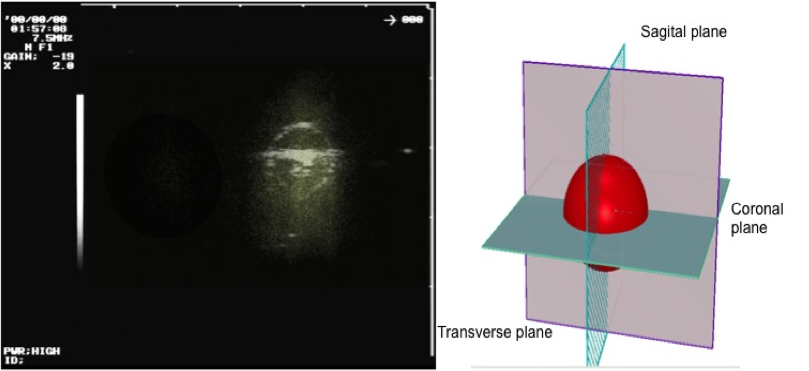 '00/00/00
01:57:08
7.5MHz
M F1
GAIN: -19
X 2.0
→ 000
PWR;HIGH
ID;
Sagital plane
Coronal
plane
Transverse plane